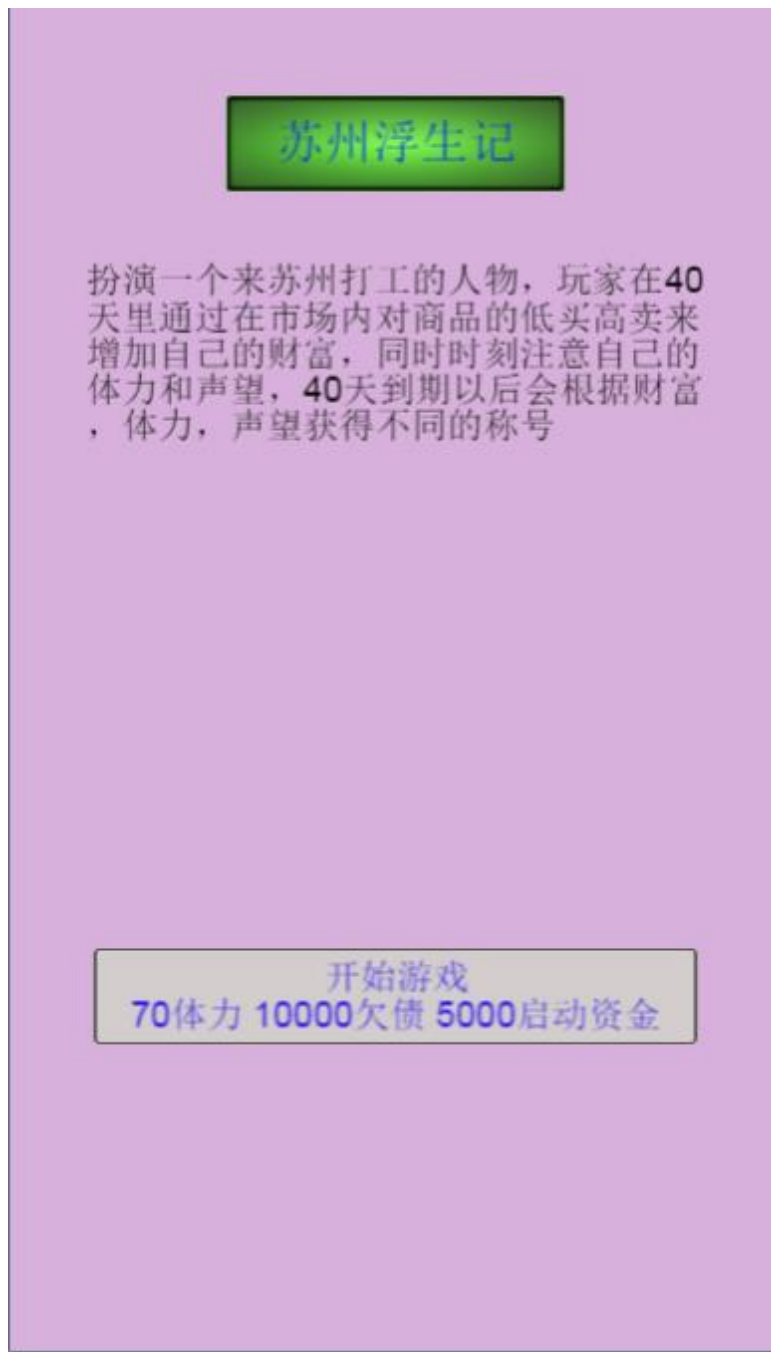 苏州浮生记
扮演一个来苏州打工的人物，玩家在40
天里通过在市场内对商品的低买高卖来
增加自己的财富，同时时刻注意自己的
体力和声望，40天到期以后会根据财富
，体力，声望获得不同的称号
开始游戏
70体力 10000欠债 5000启动资金